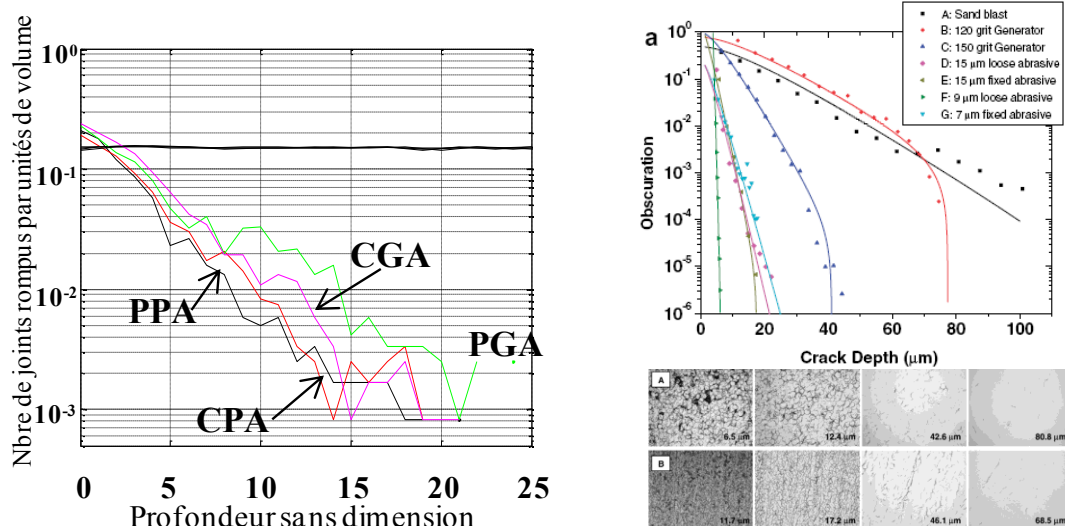 Nbre de joints rompus par unités de volume
10⁰
10⁻¹
10⁻²
10⁻³
PPA
CGA
PGA
CPA
0 5 10 15 20 25
Profondeur sans dimension
a
A: Sand blast
B: 120 grit Generator
C: 150 grit Generator
D: 15 μm loose abrasive
E: 15 μm fixed abrasive
F: 9 μm loose abrasive
G: 7 μm fixed abrasive
Obscuration
10⁰
10⁻¹
10⁻²
10⁻³
10⁻⁴
10⁻⁵
10⁻⁶
0 20 40 60 80 100
Crack Depth (μm)
A
6.5 μm 12.4 μm 42.6 μm 80.8 μm
B
11.7 μm 17.2 μm 46.1 μm 68.5 μm